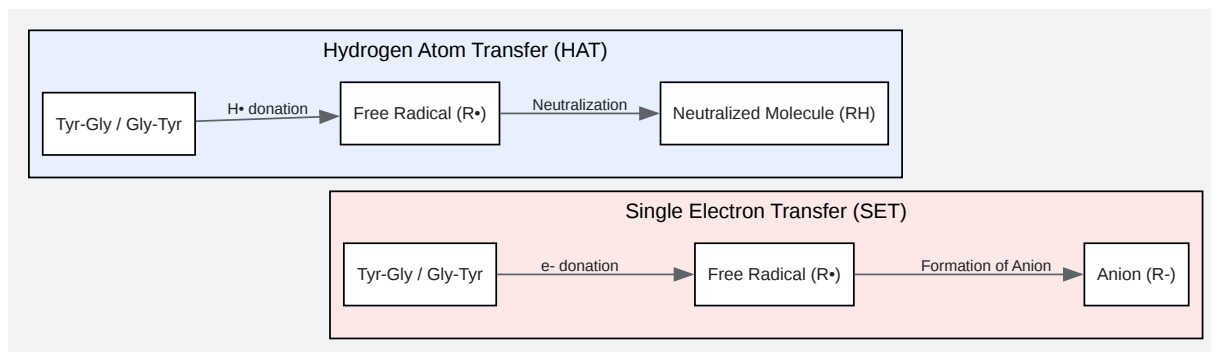 Hydrogen Atom Transfer (HAT)
Tyr-Gly / Gly-Tyr
H• donation
Free Radical (R•)
Neutralization
Neutralized Molecule (RH)
Single Electron Transfer (SET)
Tyr-Gly / Gly-Tyr
e- donation
Free Radical (R•)
Formation of Anion
Anion (R-)